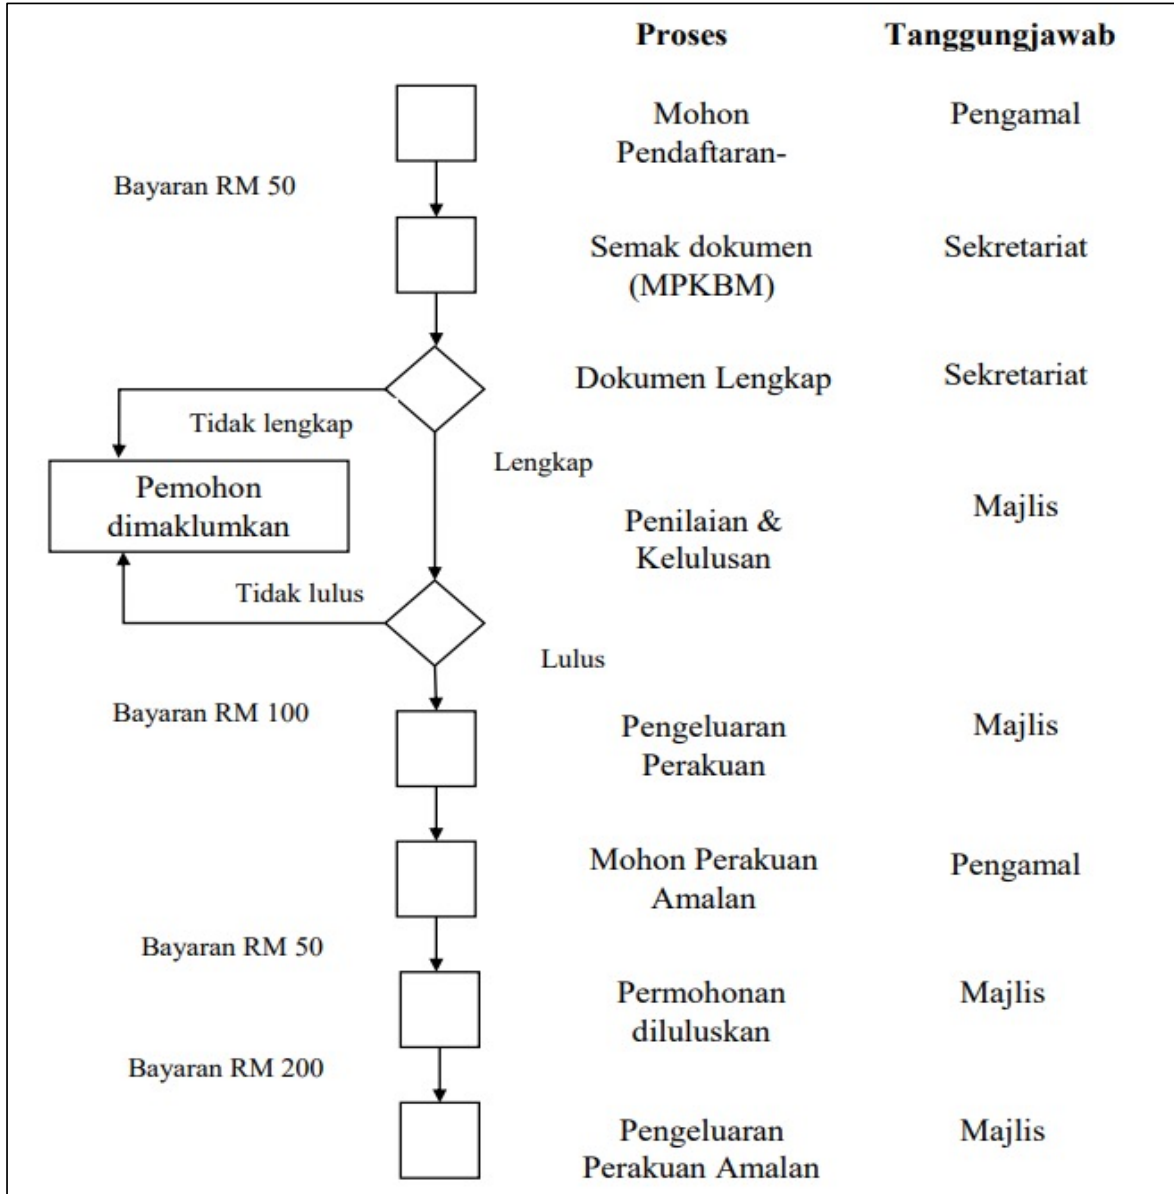 Proses Tanggungjawab
Mohon Pengamal
Pendaftaran-
Bayaran RM 50
Semak dokumen Sekretariat
(MPKBM)
Dokumen Lengkap Sekretariat
Tidak lengkap
Lengkap
Pemohon
dimaklumkan
Penilaian & Majlis
Kelulusan
Tidak lulus
Lulus
Bayaran RM 100
Pengeluaran Majlis
Perakuan
Mohon Perakuan Pengamal
Amalan
Bayaran RM 50
Permohonan Majlis
diluluskan
Bayaran RM 200
Pengeluaran Majlis
Perakuan Amalan